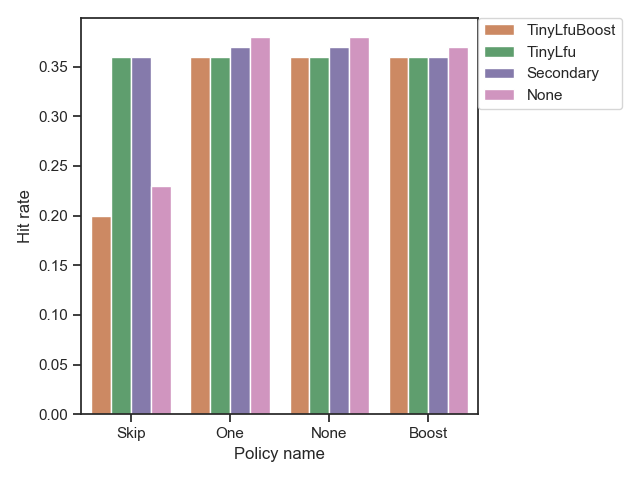 TinyLfuBoost
TinyLfu
Secondary
None
0.35
0.30
0.25
0.20
0.15
0.10
0.05
0.00
Hit rate
Skip One None Boost
Policy name